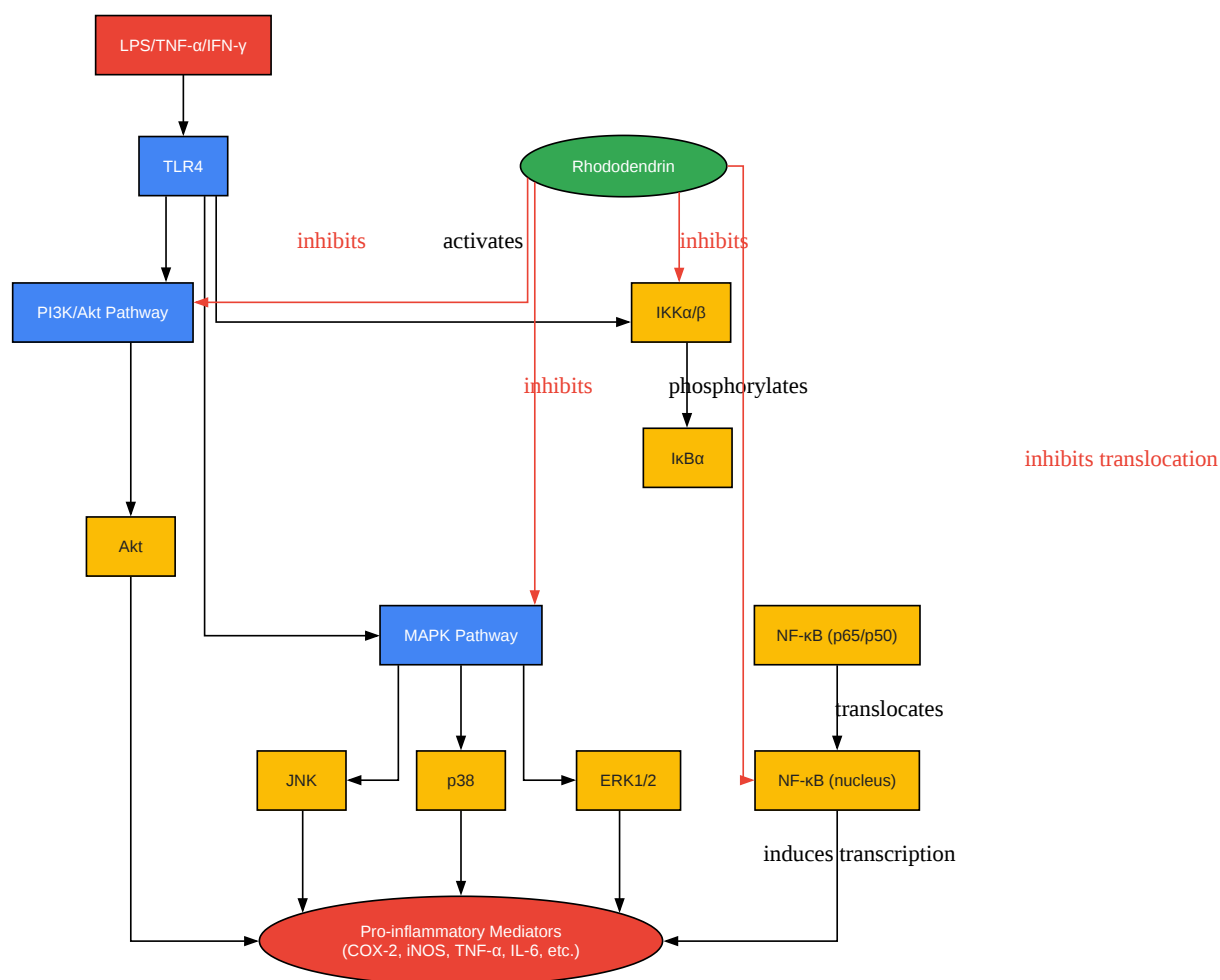 LPS/TNF-α/IFN-γ
TLR4
Rhododendrin
inhibits
activates
inhibits
PI3K/Akt Pathway
IKKα/β
inhibits
phosphorylates
IκBα
inhibits translocation
Akt
MAPK Pathway
NF-κB (p65/p50)
translocates
JNK
p38
ERK1/2
NF-κB (nucleus)
induces transcription
Pro-inflammatory Mediators
(COX-2, iNOS, TNF-α, IL-6, etc.)